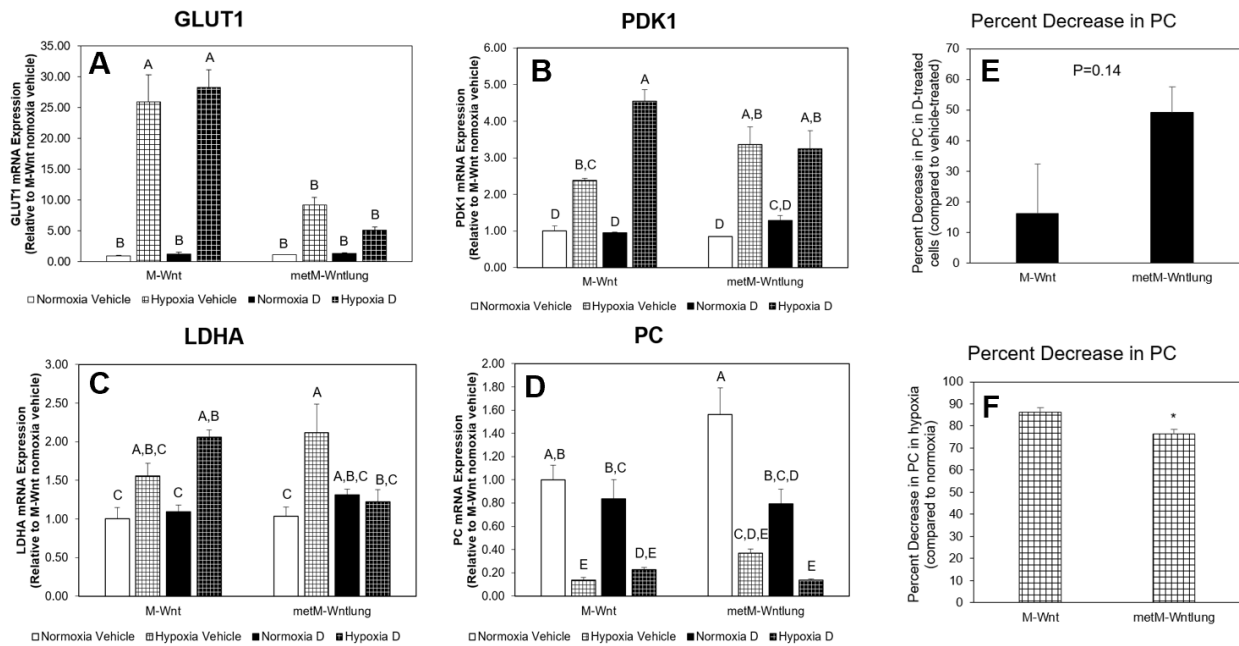 GLUT1
A
GLUT1 mRNA Expression
(Relative to M-Wnt nomoxia vehicle)
35.00
30.00
25.00
20.00
15.00
10.00
5.00
0.00
B
A
B
A
B
B
B
B
M-Wnt
metM-Wntlung
Normoxia Vehicle Hypoxia Vehicle Normoxia D Hypoxia D
PDK1
B
PDK1 mRNA Expression
(Relative to M-Wnt nomoxia vehicle)
6.00
5.00
4.00
3.00
2.00
1.00
0.00
D
B,C
D
A
D
A,B
C,D
A,B
M-Wnt
metM-Wntlung
Normoxia Vehicle Hypoxia Vehicle Normoxia D Hypoxia D
Percent Decrease in PC
E
Percent Decrease in PC in D-treated
cells (compared to vehicle-treated)
70
60
50
40
30
20
10
0
P=0.14
M-Wnt
metM-Wntlung
LDHA
C
LDHA mRNA Expression
(Relative to M-Wnt nomoxia vehicle)
3.00
2.50
2.00
1.50
1.00
0.50
0.00
C
A,B,C
C
A,B
C
A
A,B,C
B,C
M-Wnt
metM-Wntlung
Normoxia Vehicle Hypoxia Vehicle Normoxia D Hypoxia D
PC
D
PC mRNA Expression
(Relative to M-Wnt nomoxia vehicle)
2.00
1.80
1.60
1.40
1.20
1.00
0.80
0.60
0.40
0.20
0.00
A,B
E
B,C
D,E
A
C,D,E
B,C,D
E
M-Wnt
metM-Wntlung
Normoxia Vehicle Hypoxia Vehicle Normoxia D Hypoxia D
Percent Decrease in PC
F
Percent Decrease in PC in hypoxia
(compared to normoxia)
100
90
80
70
60
50
40
30
20
10
0
*
M-Wnt
metM-Wntlung